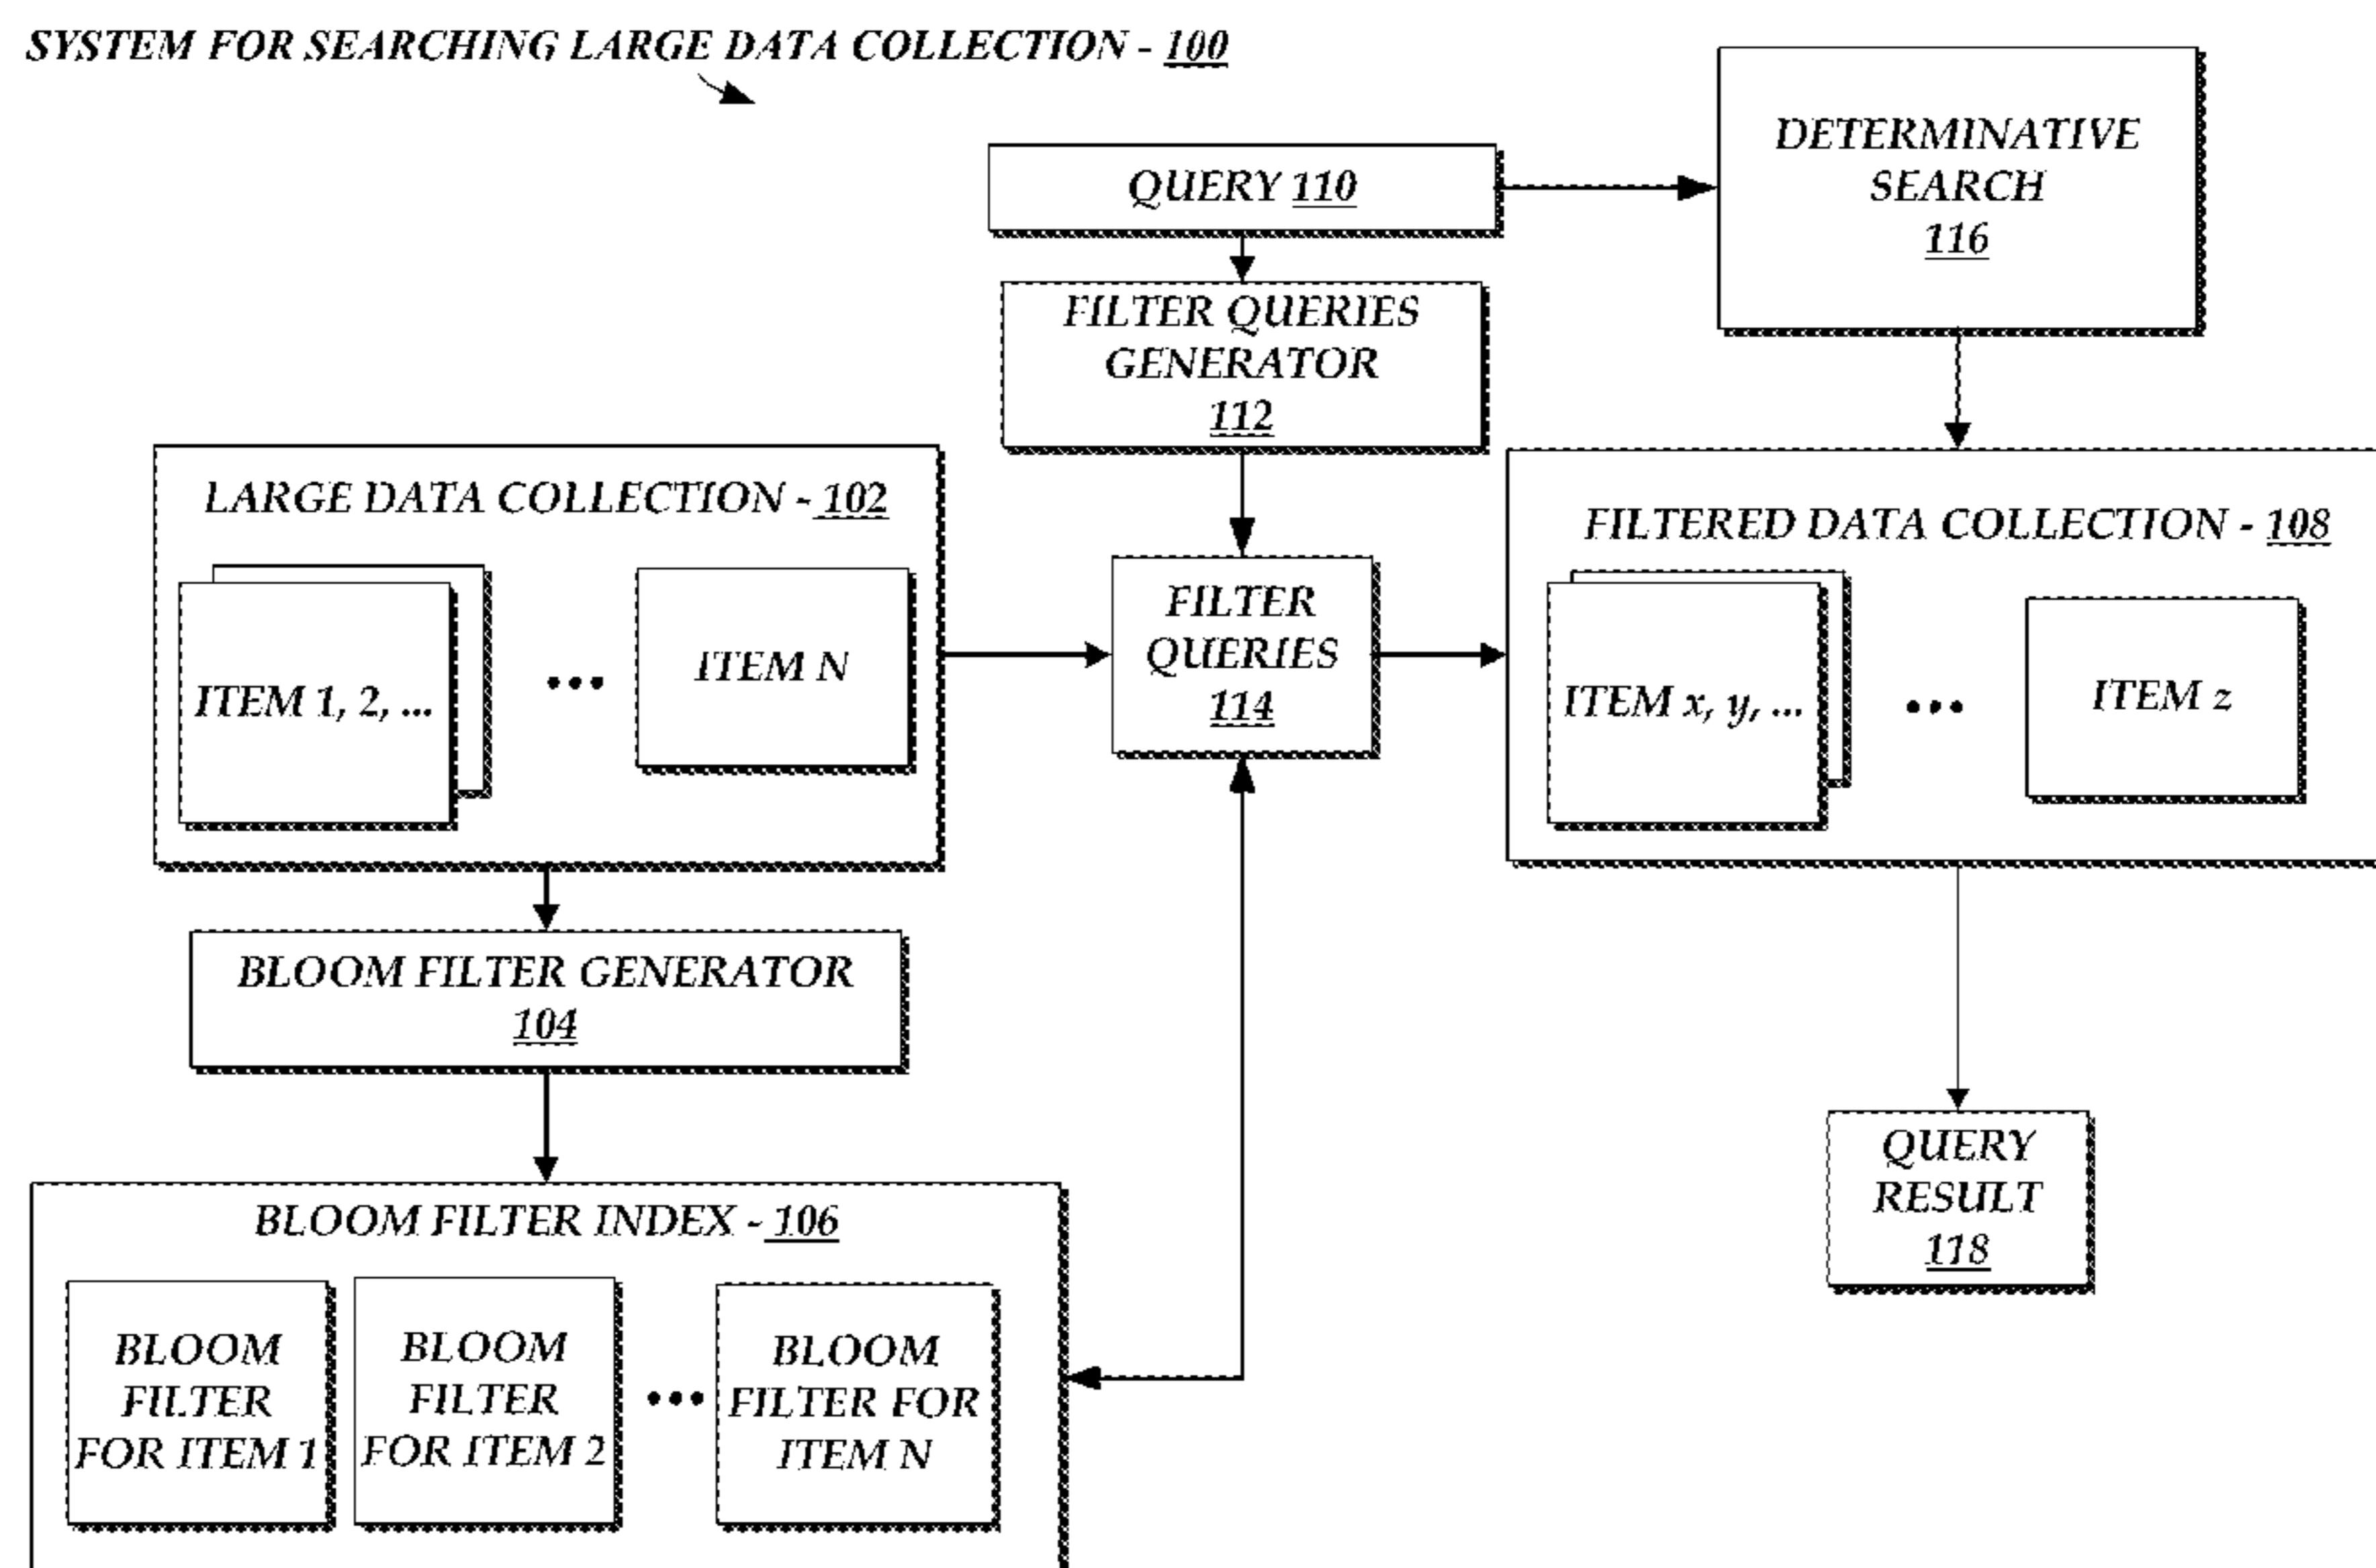 SYSTEM FOR SEARCHING LARGE DATA COLLECTION - 100
QUERY 110
DETERMINATIVE
SEARCH
116
FILTER QUERIES
GENERATOR
112
LARGE DATA COLLECTION - 102
ITEM 1, 2, ...
...
ITEM N
FILTER
QUERIES
114
FILTERED DATA COLLECTION - 108
ITEM x, y, ...
...
ITEM z
BLOOM FILTER GENERATOR
104
BLOOM FILTER INDEX - 106
BLOOM
FILTER
FOR ITEM 1
BLOOM
FILTER
FOR ITEM 2
...
BLOOM
FILTER FOR
ITEM N
QUERY
RESULT
118